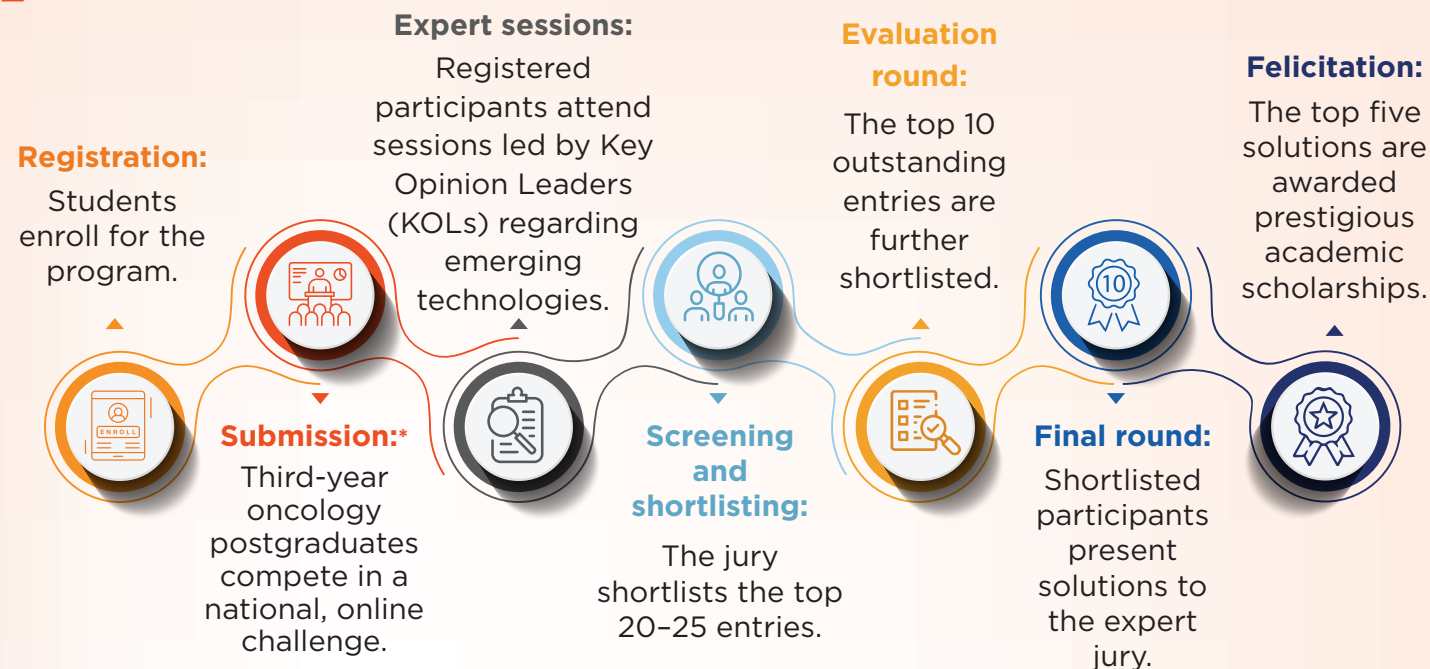 Registration:
Students
enroll for the
program.
ENROLL
Submission:*
Third-year
oncology
postgraduates
compete in a
national, online
challenge.
Expert sessions:
Registered
participants attend
sessions led by Key
Opinion Leaders
(KOLs) regarding
emerging
technologies.
Screening
and
shortlisting:
The jury
shortlists the top
20–25 entries.
Evaluation
round:
The top 10
outstanding
entries are
further
shortlisted.
10
Final round:
Shortlisted
participants
present
solutions to
the expert
jury.
Felicitation:
The top five
solutions are
awarded
prestigious
academic
scholarships.